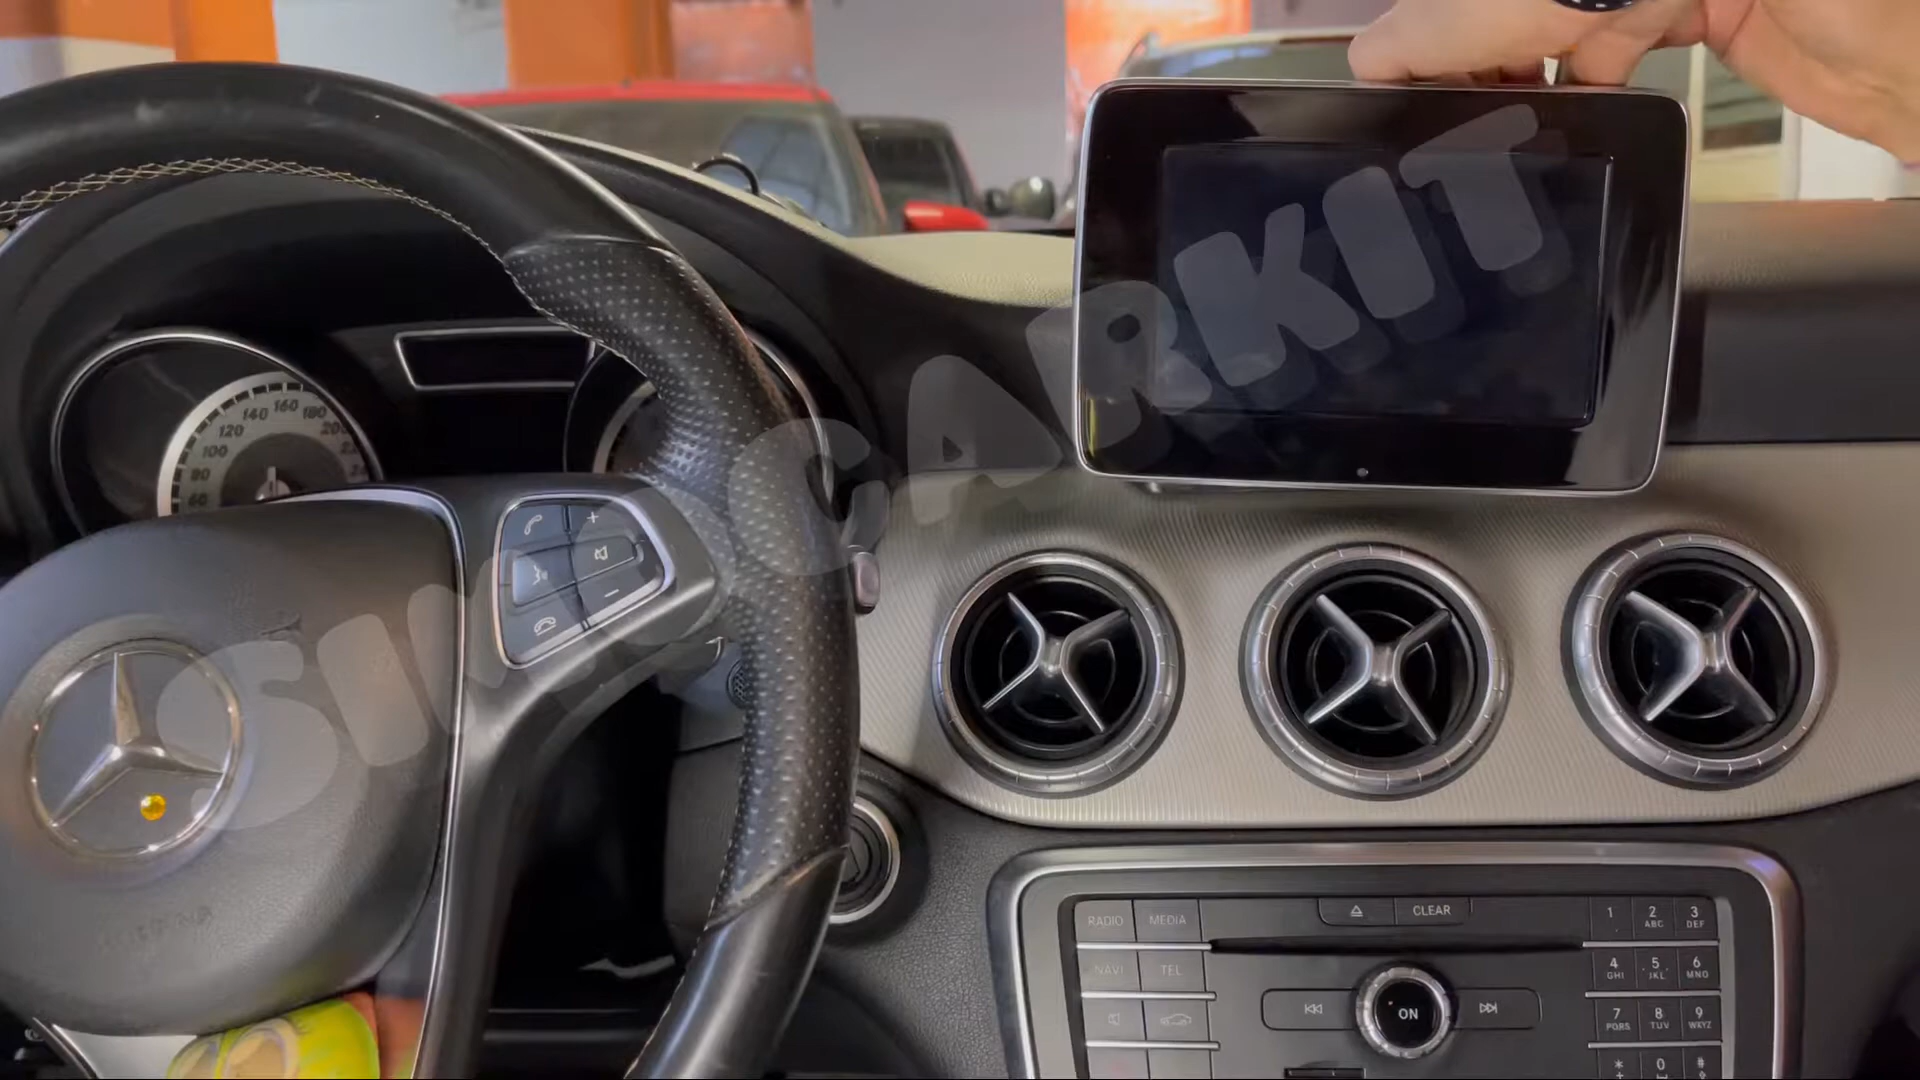 60
80
100
120
140
160
180
+
−
RADIO
MEDIA
CLEAR
1
2
ABC
3
DEF
NAVI
TEL
4
GHI
5
JKL
6
MNO
ON
7
PQRS
8
TUV
9
WXYZ
*
0
#